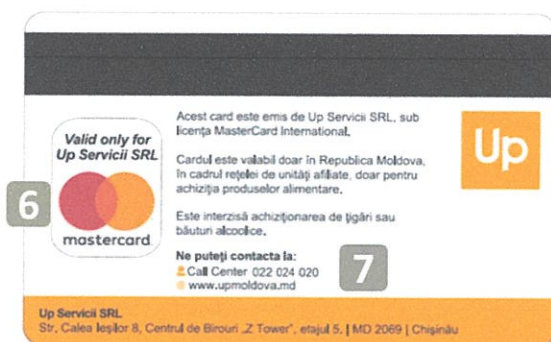 Valid only for
Up Servicii SRL
mastercard
6
Acest card este emis de Up Servicii SRL, sub
licența MasterCard International.
Cardul este valabil doar în Republica Moldova,
în cadrul rețelei de unități afiliate, doar pentru
achiziția produselor alimentare.
Este interzisă achiziționarea de țigări sau
băuturi alcoolice.
Ne puteți contacta la:
Call Center 022 024 020
www.upmoldova.md
7
Up
Up Servicii SRL
Str. Calea Ieșilor 8, Centrul de Birouri „Z Tower”, etajul 5, | MD 2069 | Chișinău